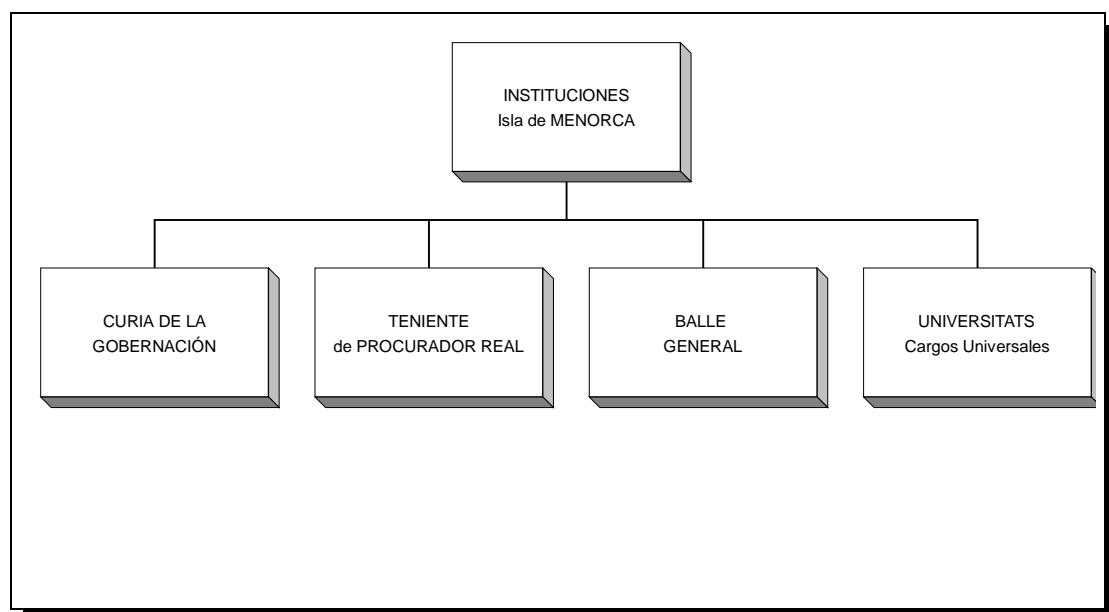 INSTITUCIONES
Isla de MENORCA
CURIA DE LA
GOBERNACIÓN
TENIENTE
de PROCURADOR REAL
BALLE
GENERAL
UNIVERSITATS
Cargos Universales